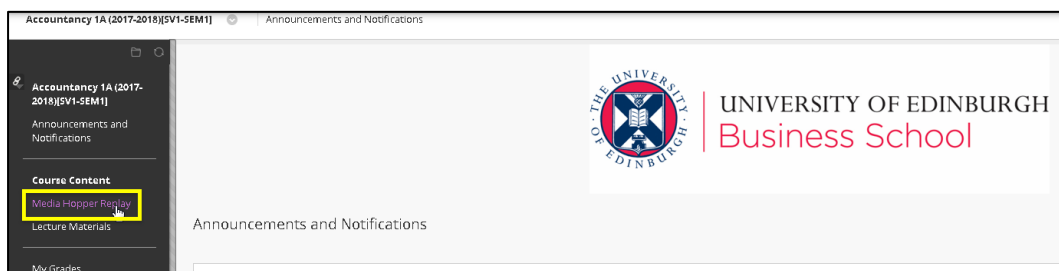 Accountancy 1A (2017-2018)[SV1-SEM1]
Announcements and Notifications
Accountancy 1A (2017-
2018)[SV1-SEM1]
Announcements and
Notifications
Course Content
Media Hopper Replay
Lecture Materials
My Grades
THE UNIVERSITY OF EDINBURGH
UNIVERSITY OF EDINBURGH
Business School
Announcements and Notifications